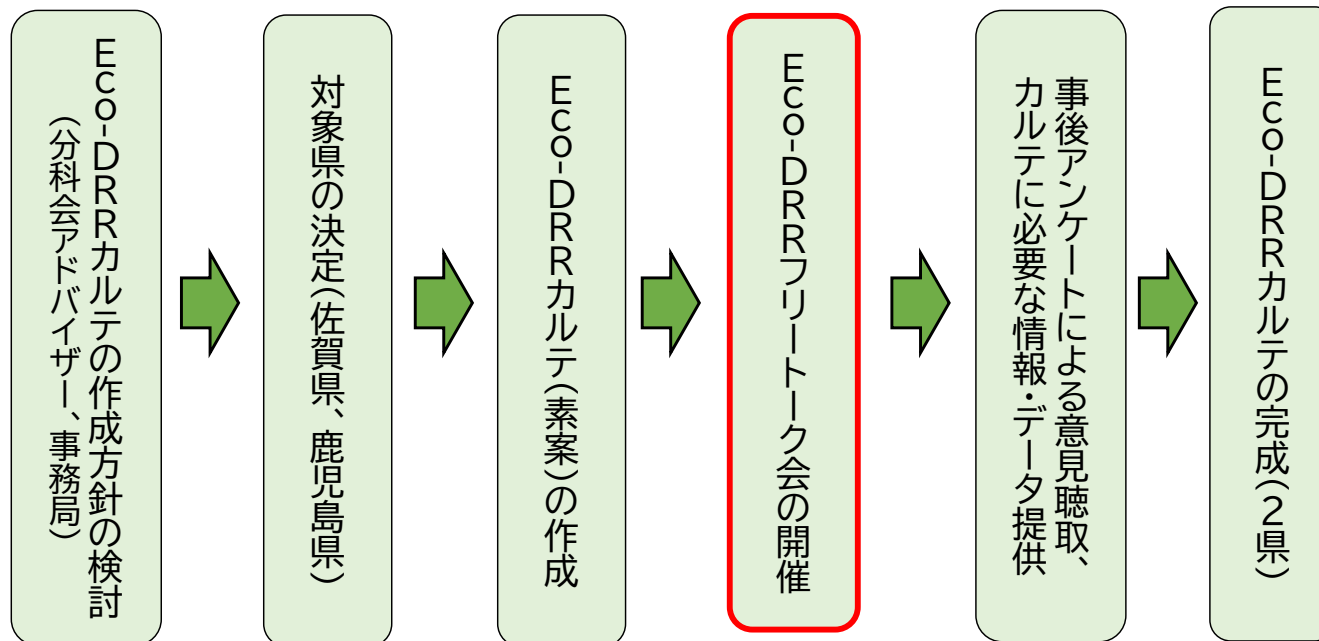 Eco-DRRカルテの作成方針の検討
（分科会アドバイザー、事務局）
対象県の決定（佐賀県、鹿児島県）
Eco-DRRカルテ（素案）の作成
Eco-DRRフリートーク会の開催
事後アンケートによる意見聴取、
カルテに必要な情報・データ提供
Eco-DRRカルテの完成（２県）